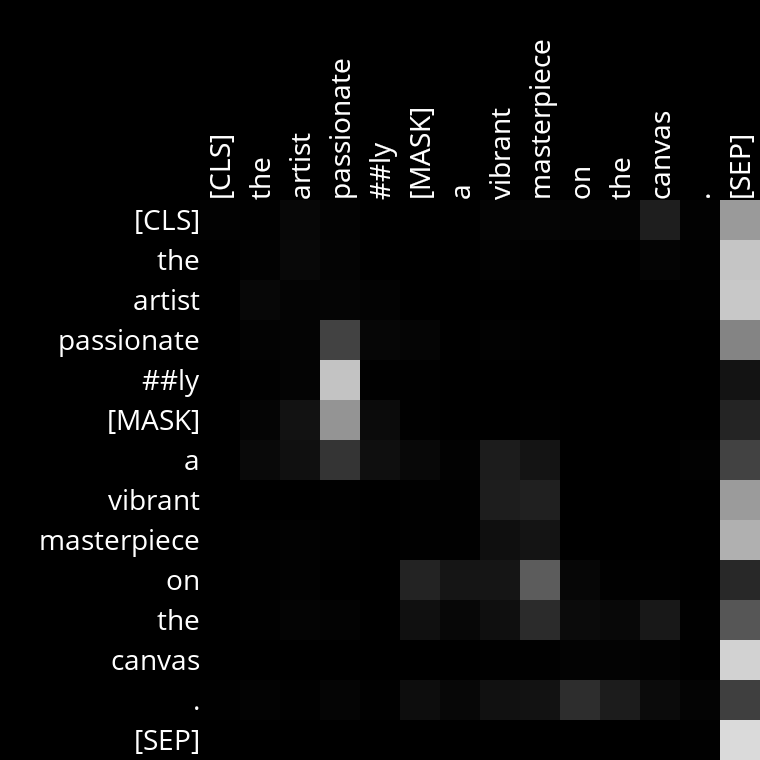 [CLS] the artist passionate ##ly [MASK] a vibrant masterpiece on the canvas . [SEP]
[CLS]
the
artist
passionate
##ly
[MASK]
a
vibrant
masterpiece
on
the
canvas
.
[SEP]